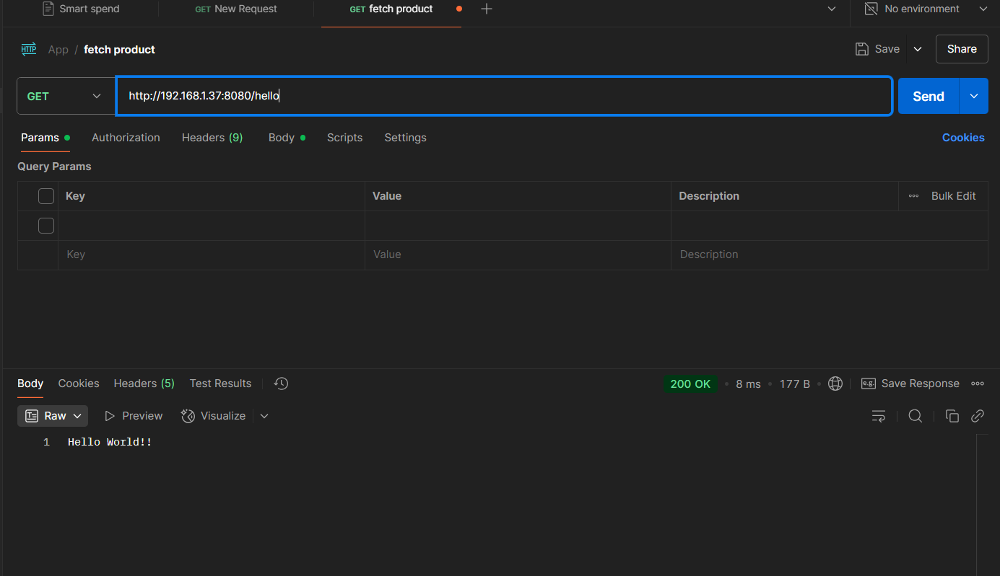 Smart spend GET New Request GET fetch product No environment
HTTP App / fetch product Save Share
GET http://192.168.1.37:8080/hello Send
Params Authorization Headers (9) Body Scripts Settings Cookies
Query Params
Key Value Description Bulk Edit
Key Value Description
Body Cookies Headers (5) Test Results 200 OK 8 ms 177 B e.g. Save Response
Raw Preview Visualize
1 Hello World!!